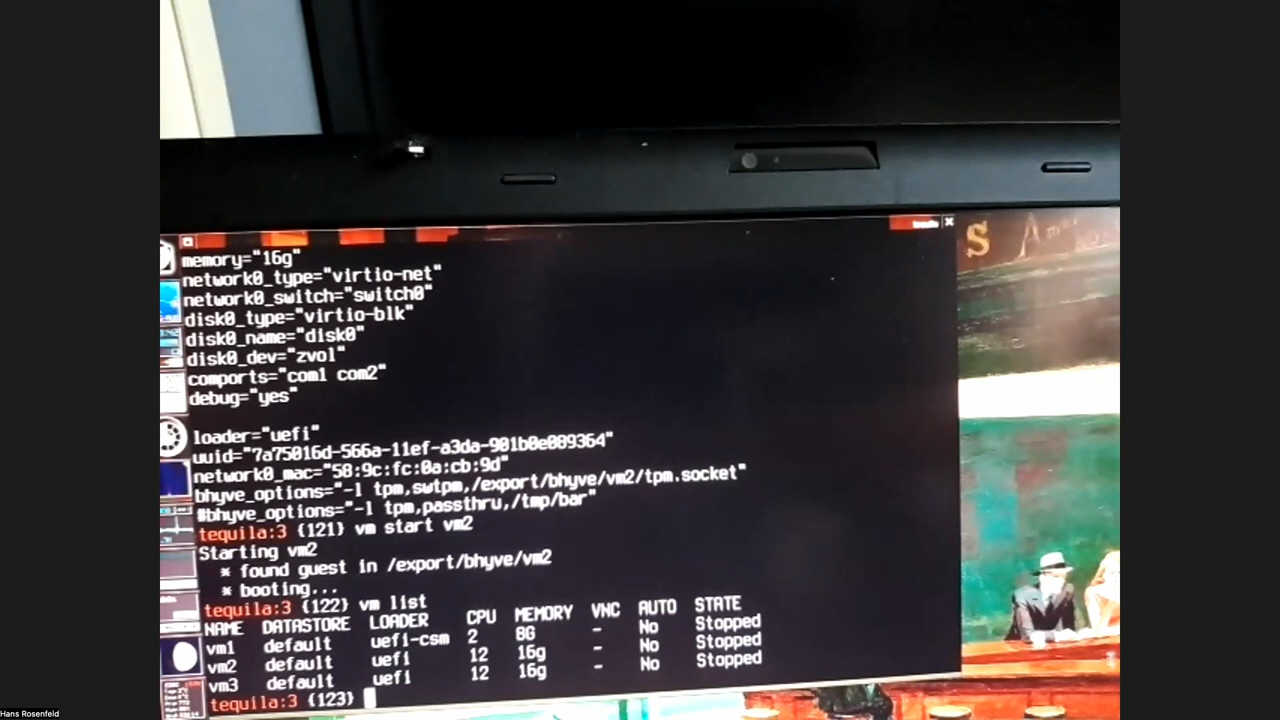 S
memory="16g"
network0_type="virtio-net"
network0_switch="switch0"
disk0_type="virtio-blk"
disk0_name="disk0"
disk0_dev="zvol"
comports="com1 com2"
debug="yes"
loader="uefi"
uuid="7a75016d-566a-11ef-a3da-901b0e089364"
network0_mac="58:9c:fc:0a:cb:9d"
bhyve_options="-l tpm,swtpm,/export/bhyve/vm2/tpm.socket"
#bhyve_options="-l tpm,passthru,/tmp/bar"
tequila:3 {121} vm start vm2
Starting vm2
* found guest in /export/bhyve/vm2
* booting...
tequila:3 {122} vm list
NAME DATASTORE LOADER CPU MEMORY VNC AUTO STATE
vm1 default uefi-csm 2 8G - No Stopped
vm2 default uefi 12 16g - No Stopped
vm3 default uefi 12 16g - No Stopped
tequila:3 {123}
Hans Rosenfeld